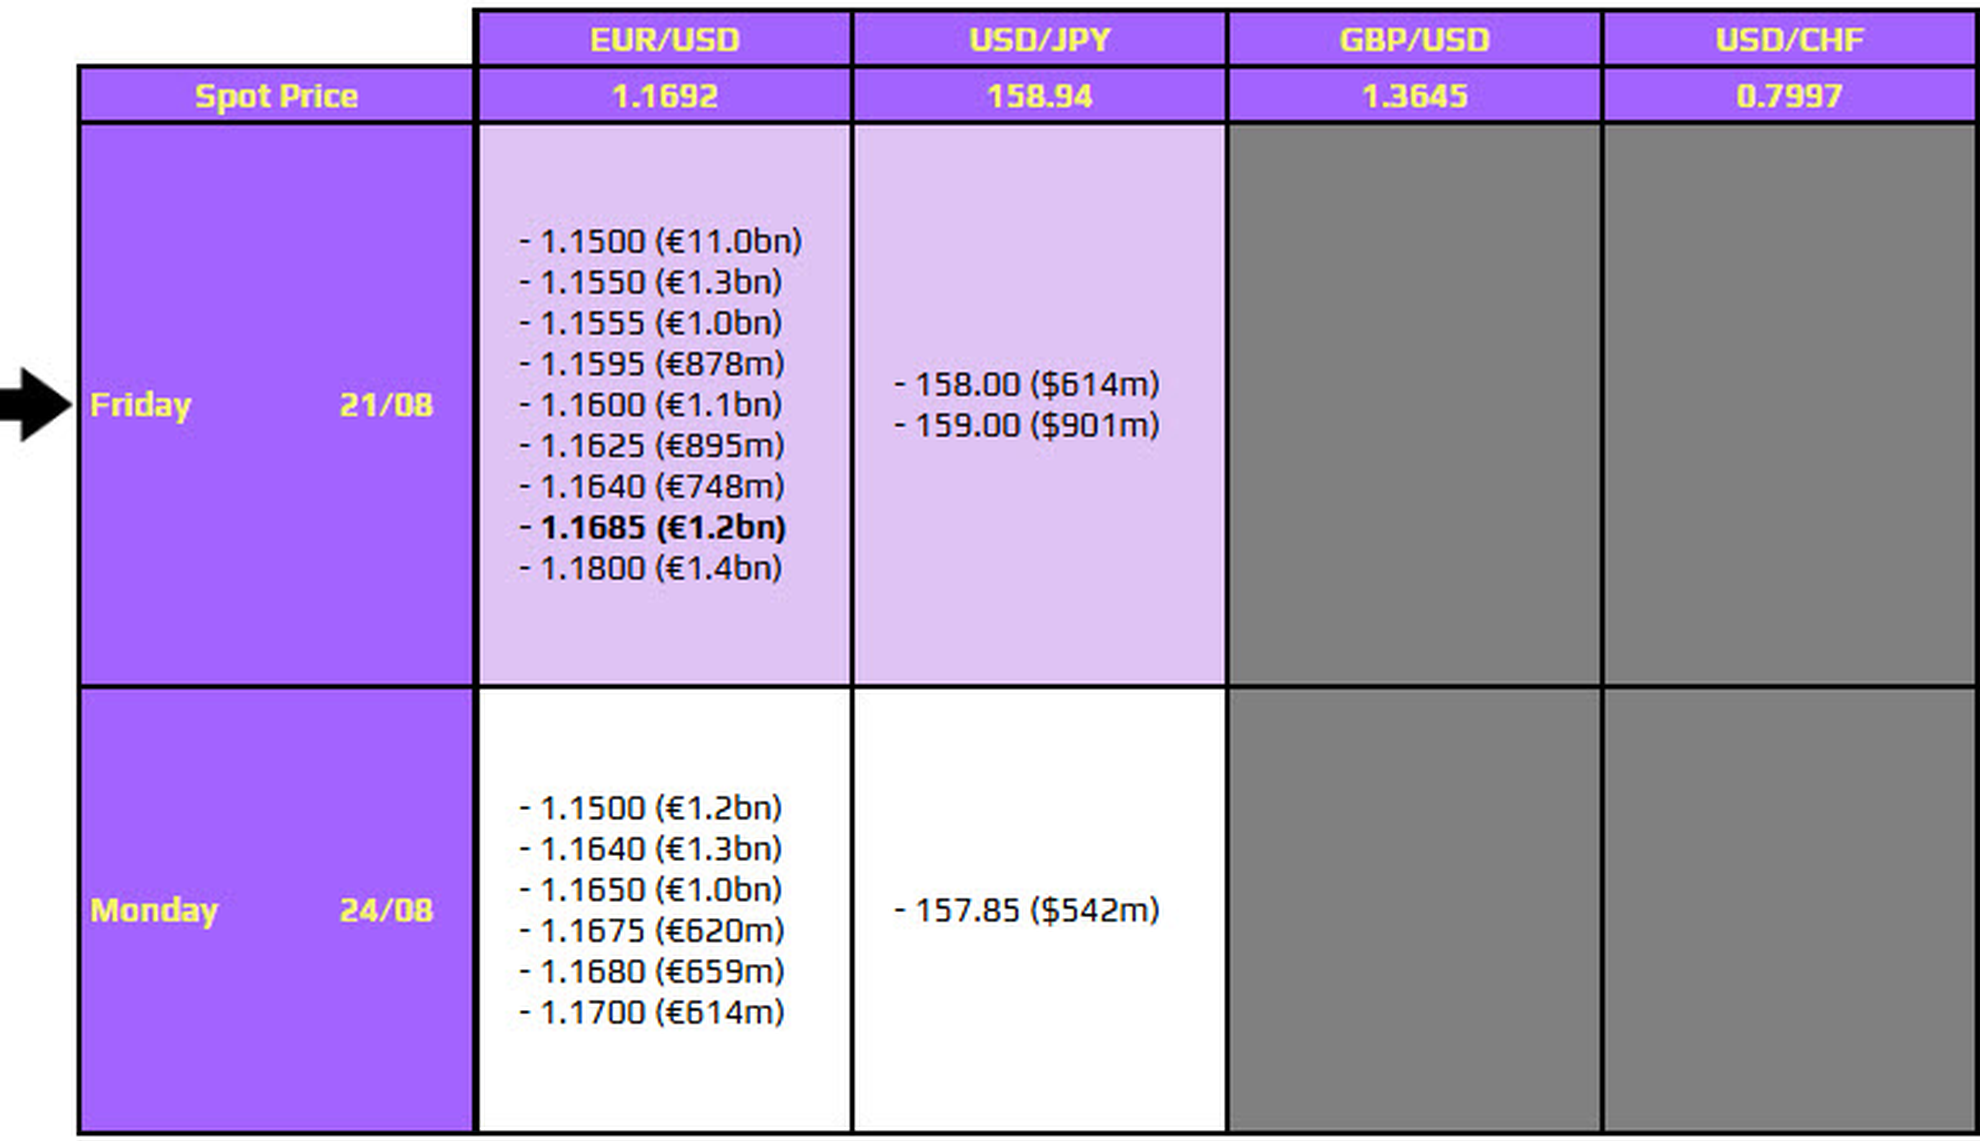 EUR/USD USD/JPY GBP/USD USD/CHF
Spot Price 1.1692 158.94 1.3645 0.7997
Friday 21/08
- 1.1500 (€11.0bn)
- 1.1550 (€1.3bn)
- 1.1555 (€1.0bn)
- 1.1595 (€878m)
- 1.1600 (€1.1bn)
- 1.1625 (€895m)
- 1.1640 (€748m)
- 1.1685 (€1.2bn)
- 1.1800 (€1.4bn)
- 158.00 ($614m)
- 159.00 ($901m)
Monday 24/08
- 1.1500 (€1.2bn)
- 1.1640 (€1.3bn)
- 1.1650 (€1.0bn)
- 1.1675 (€620m)
- 1.1680 (€659m)
- 1.1700 (€614m)
- 157.85 ($542m)